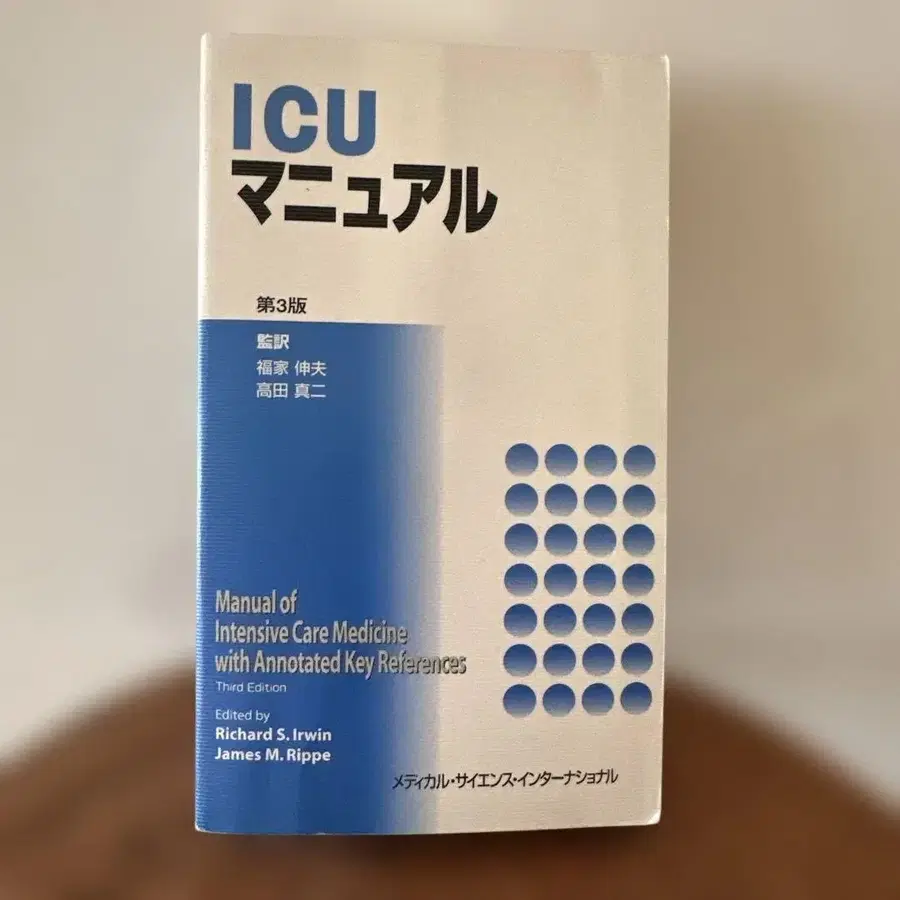 ICU
マニュアル
第3版
監訳
福家 伸夫
高田 真二
Manual of
Intensive Care Medicine
with Annotated Key References
Third Edition
Edited by
Richard S. Irwin
James M. Rippe
メディカル・サイエンス・インターナショナル